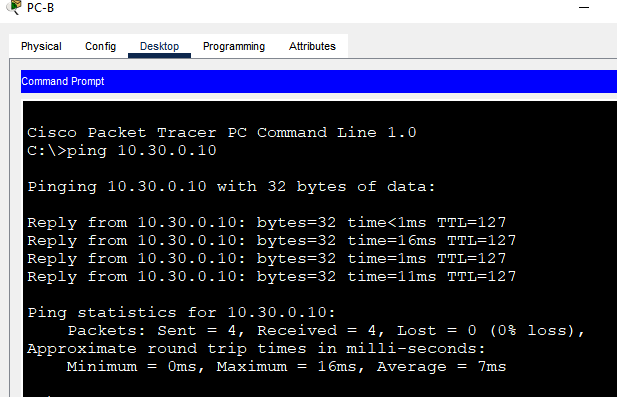 PC-B
Physical Config Desktop Programming Attributes
Command Prompt
Cisco Packet Tracer PC Command Line 1.0
C:\>ping 10.30.0.10
Pinging 10.30.0.10 with 32 bytes of data:
Reply from 10.30.0.10: bytes=32 time<1ms TTL=127
Reply from 10.30.0.10: bytes=32 time=16ms TTL=127
Reply from 10.30.0.10: bytes=32 time=1ms TTL=127
Reply from 10.30.0.10: bytes=32 time=11ms TTL=127
Ping statistics for 10.30.0.10:
Packets: Sent = 4, Received = 4, Lost = 0 (0% loss),
Approximate round trip times in milli-seconds:
Minimum = 0ms, Maximum = 16ms, Average = 7ms